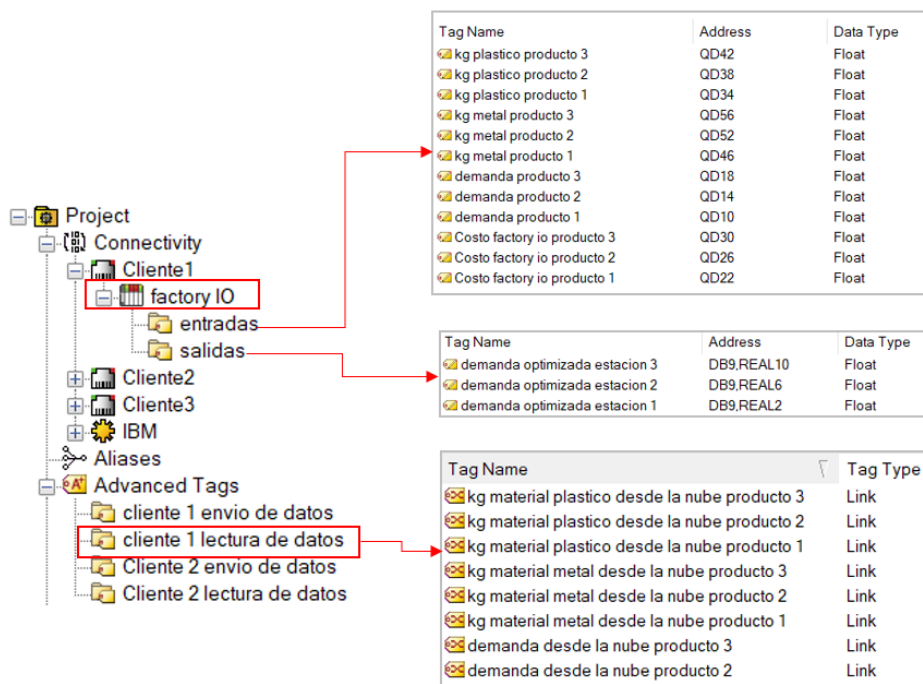 Project
Connectivity
Cliente1
factory IO
entradas
salidas
Cliente2
Cliente3
IBM
Aliases
Advanced Tags
cliente 1 envio de datos
cliente 1 lectura de datos
Cliente 2 envio de datos
Cliente 2 lectura de datos
Tag Name Address Data Type
kg plastico producto 3 QD42 Float
kg plastico producto 2 QD38 Float
kg plastico producto 1 QD34 Float
kg metal producto 3 QD56 Float
kg metal producto 2 QD52 Float
kg metal producto 1 QD46 Float
demanda producto 3 QD18 Float
demanda producto 2 QD14 Float
demanda producto 1 QD10 Float
Costo factory io producto 3 QD30 Float
Costo factory io producto 2 QD26 Float
Costo factory io producto 1 QD22 Float
Tag Name Address Data Type
demanda optimizada estacion 3 DB9,REAL10 Float
demanda optimizada estacion 2 DB9,REAL6 Float
demanda optimizada estacion 1 DB9,REAL2 Float
Tag Name Tag Type
kg material plastico desde la nube producto 3 Link
kg material plastico desde la nube producto 2 Link
kg material plastico desde la nube producto 1 Link
kg material metal desde la nube producto 3 Link
kg material metal desde la nube producto 2 Link
kg material metal desde la nube producto 1 Link
demanda desde la nube producto 3 Link
demanda desde la nube producto 2 Link